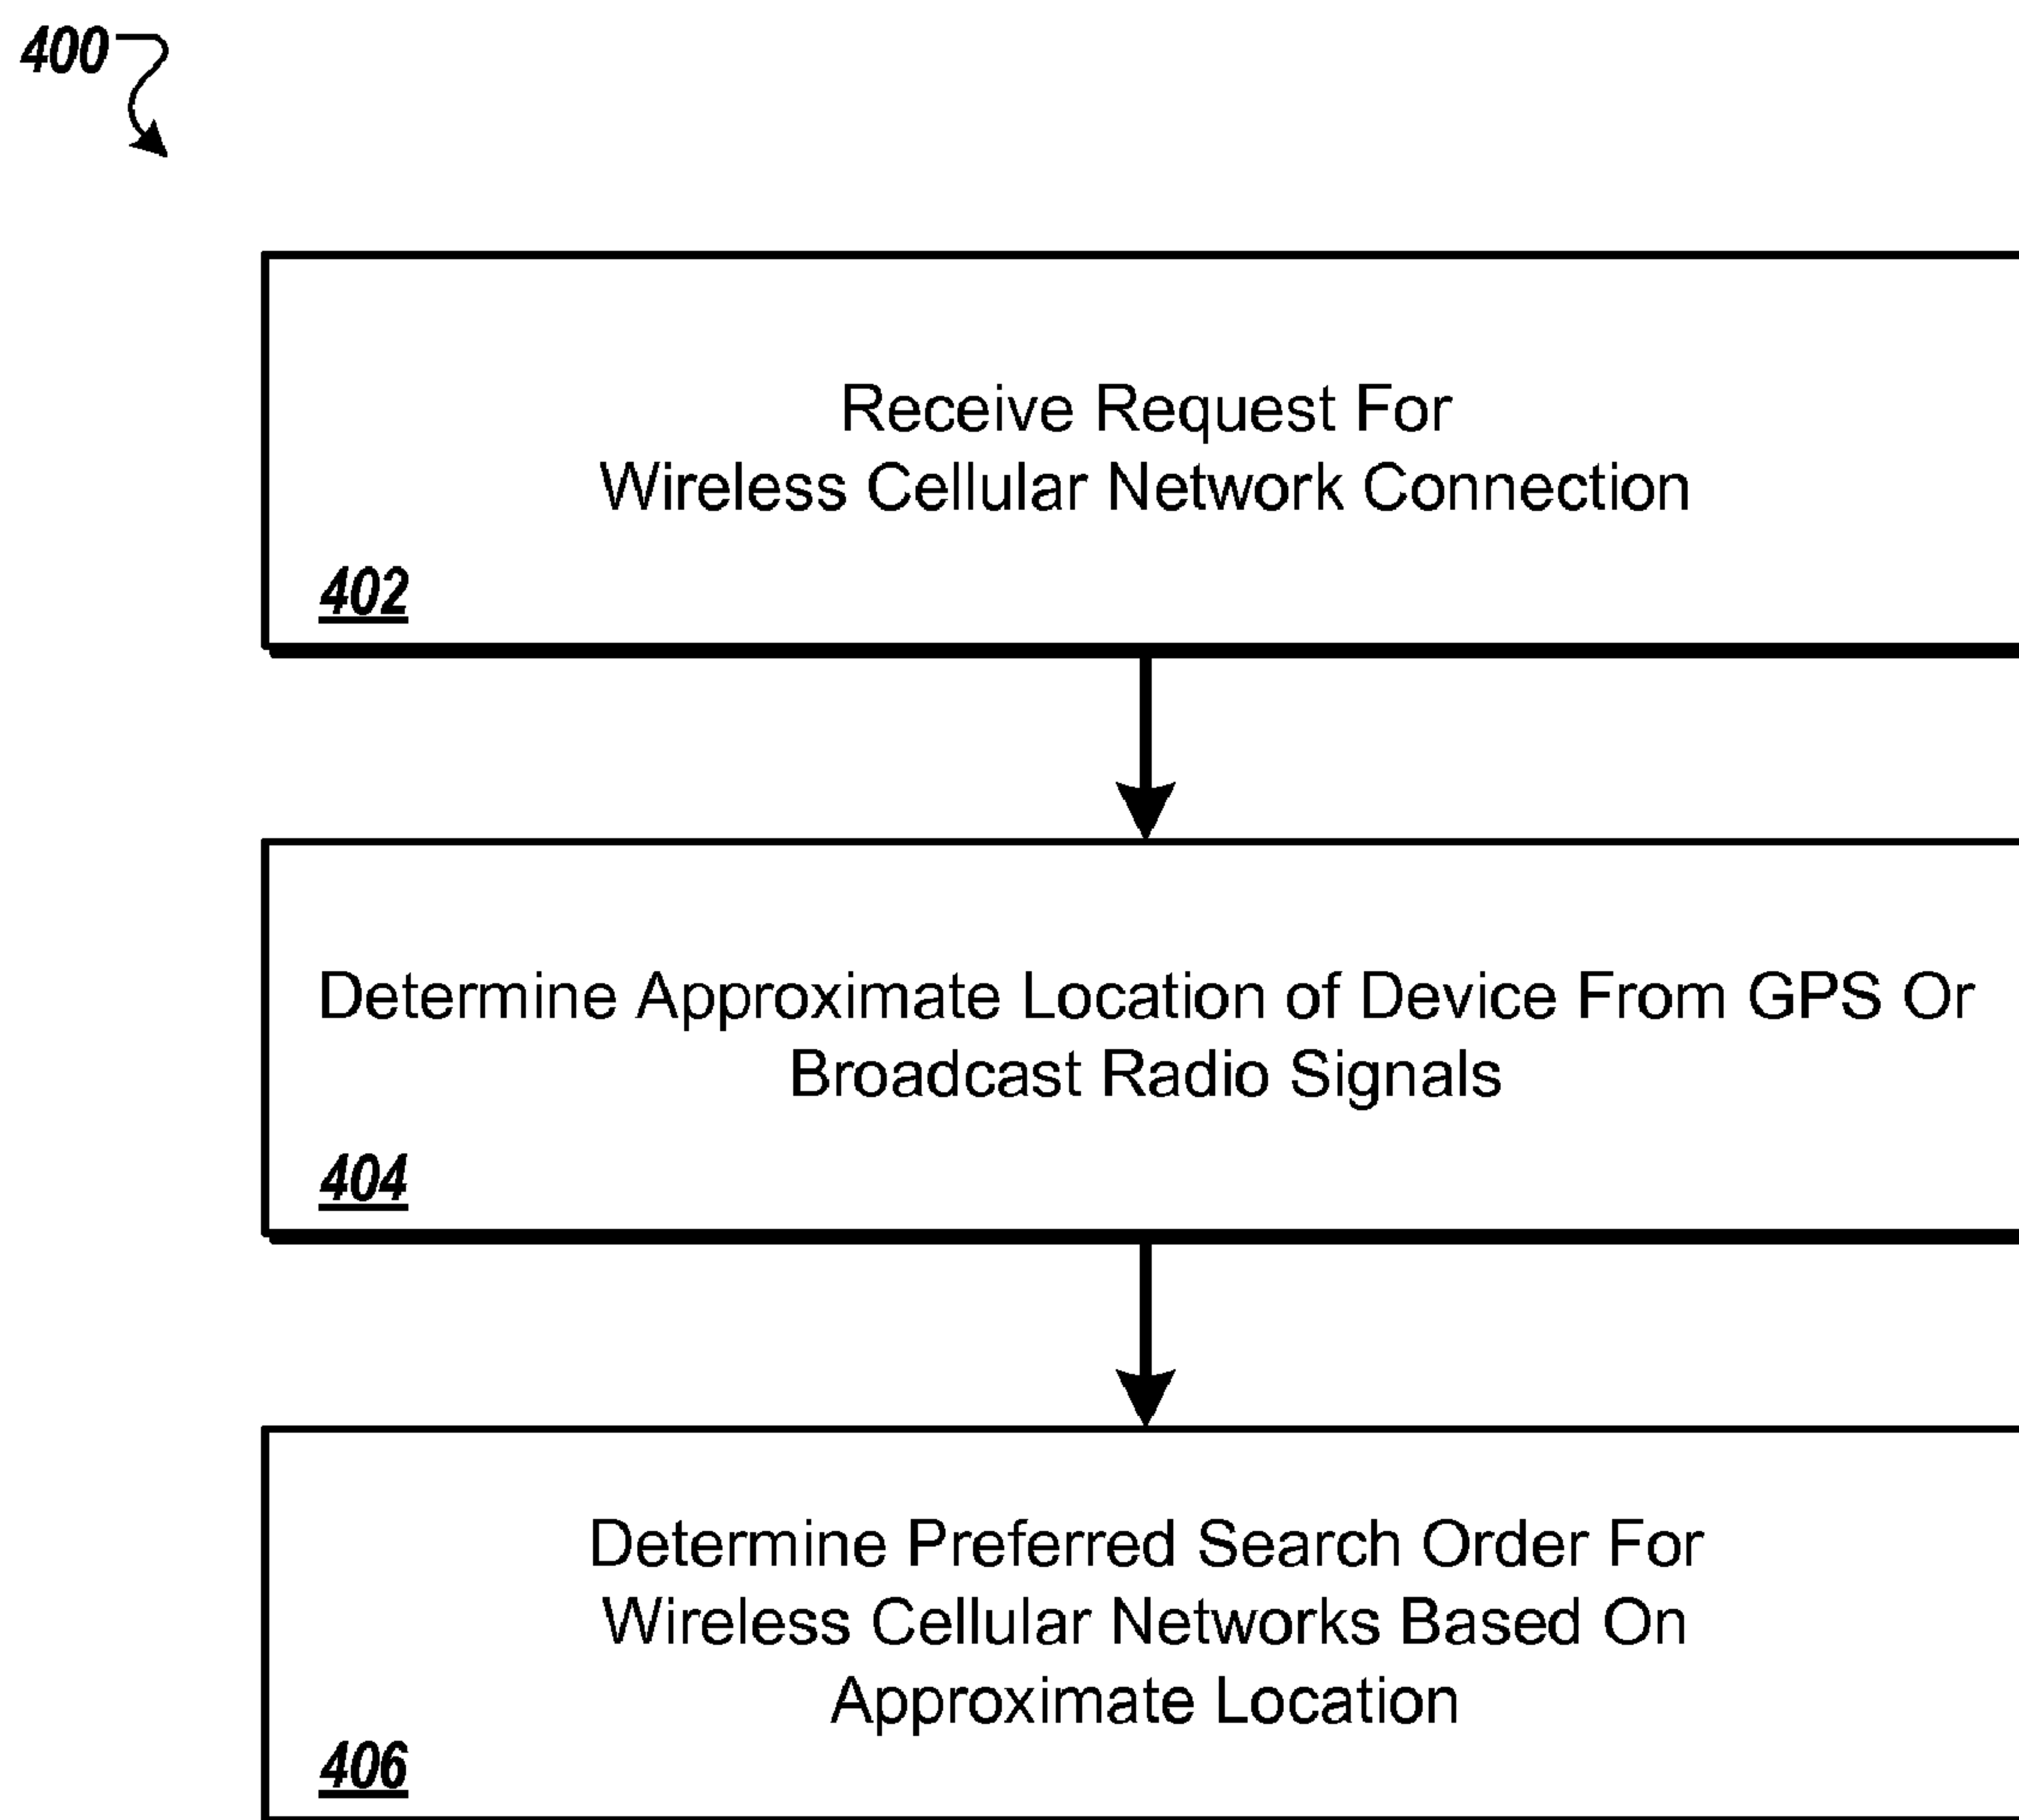 400
Receive Request For
Wireless Cellular Network Connection
402
Determine Approximate Location of Device From GPS Or
Broadcast Radio Signals
404
Determine Preferred Search Order For
Wireless Cellular Networks Based On
Approximate Location
406